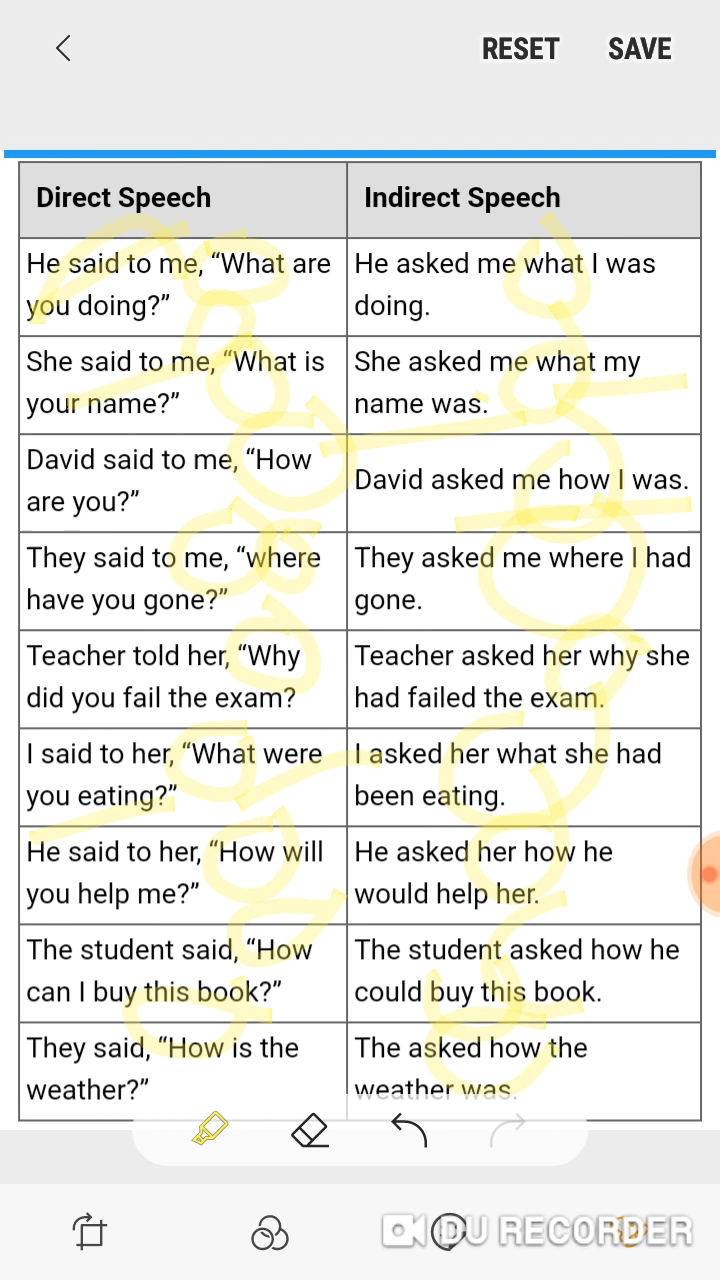 RESET SAVE
Direct Speech
Indirect Speech
He said to me, “What are
you doing?”
He asked me what I was
doing.
She said to me, “What is
your name?”
She asked me what my
name was.
David said to me, “How
are you?”
David asked me how I was.
They said to me, “where
have you gone?”
They asked me where I had
gone.
Teacher told her, “Why
did you fail the exam?
Teacher asked her why she
had failed the exam.
I said to her, “What were
you eating?”
I asked her what she had
been eating.
He said to her, “How will
you help me?”
He asked her how he
would help her.
The student said, “How
can I buy this book?”
The student asked how he
could buy this book.
They said, “How is the
weather?”
The asked how the
weather was.
DU RECORDER